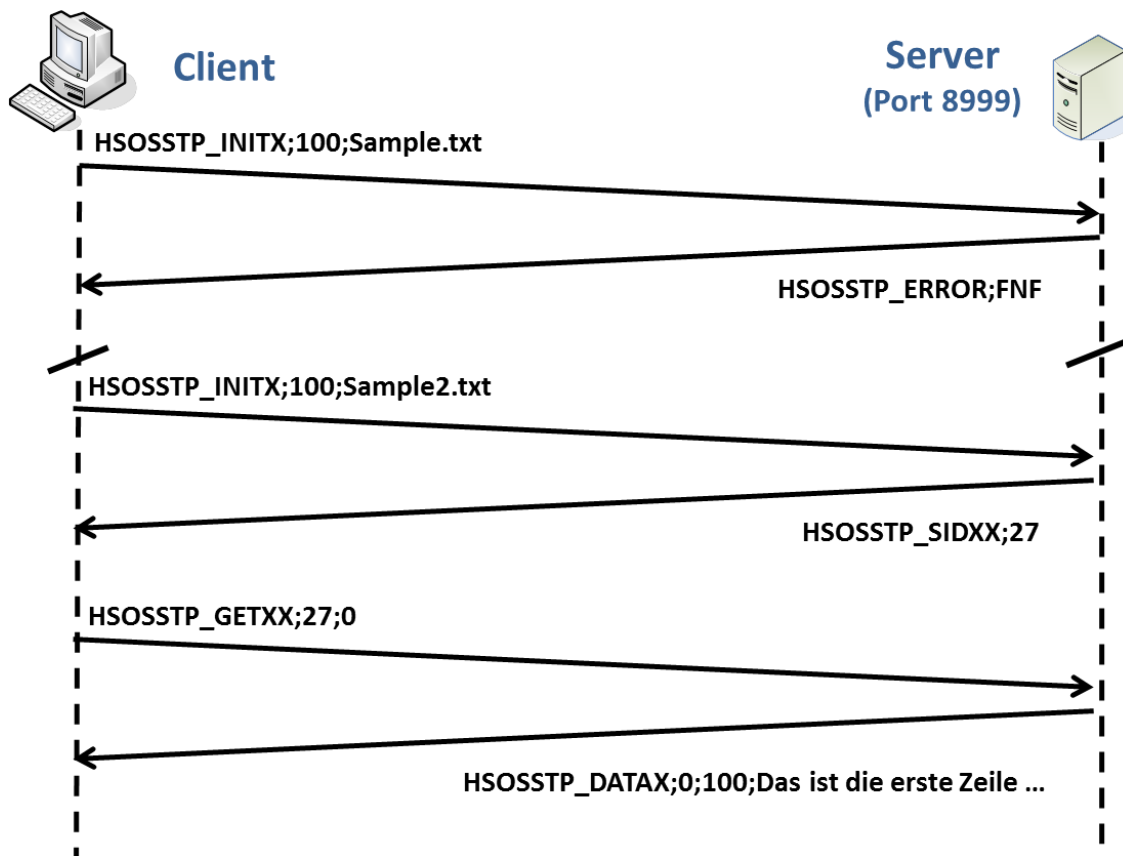 Client
Server
(Port 8999)
HSOSSTP_INITX;100;Sample.txt
HSOSSTP_ERROR;FNF
HSOSSTP_INITX;100;Sample2.txt
HSOSSTP_SIDXX;27
HSOSSTP_GETXX;27;0
HSOSSTP_DATAX;0;100;Das ist die erste Zeile ...